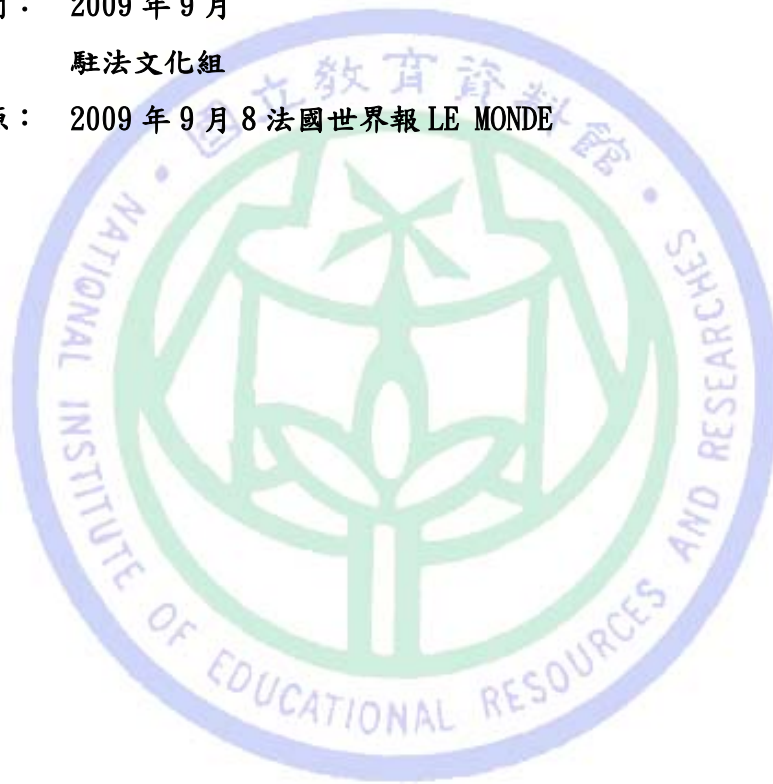 ： 2009 年 9 月
駐法文化組
： 2009 年 9 月 8 法國世界報 LE MONDE
國立教育資料館
NATIONAL INSTITUTE OF EDUCATIONAL RESOURCES AND RESEARCHES